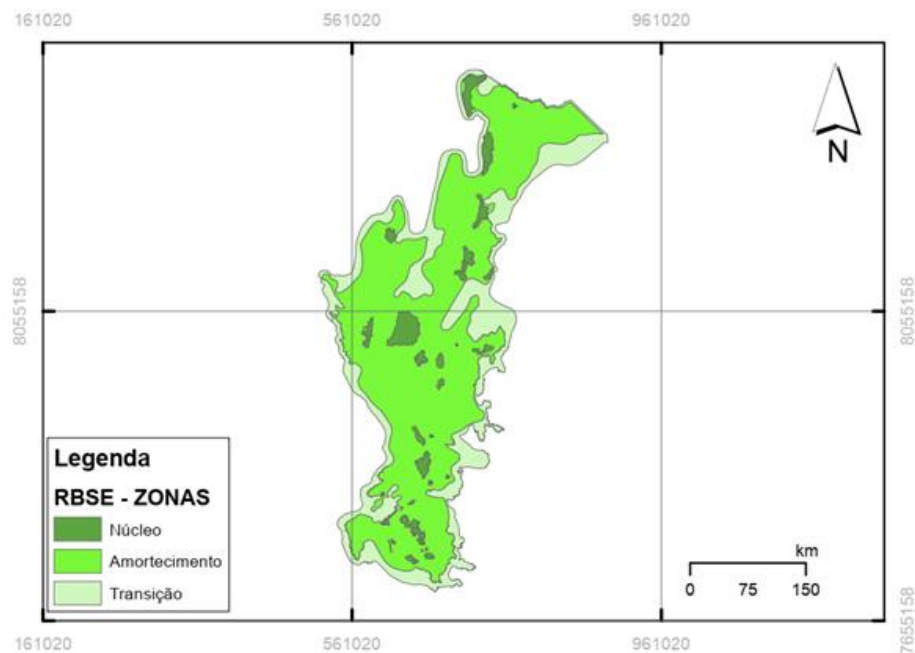 161020 561020 961020
N
8055158 8055158
Legenda
RBSE - ZONAS
Núcleo
Amortecimento
Transição
km
0 75 150
7655158
161020 561020 961020